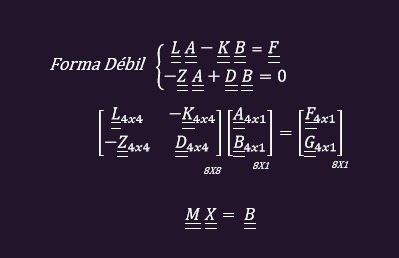 Forma Débil { L A − K B = F
−Z A + D B = 0
[ L4x4 −K4x4 ] [ A4x1 ] = [ F4x1 ]
[ −Z4x4 D4x4 ] 8X8 [ B4x1 ] 8X1 [ G4x1 ] 8X1
M X = B